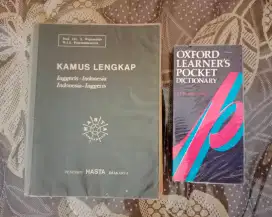 KAMUS LENGKAP
Inggeris - Indonesia
Indonesia - Inggeris
HASTA
OXFORD
LEARNER'S
POCKET
DICTIONARY